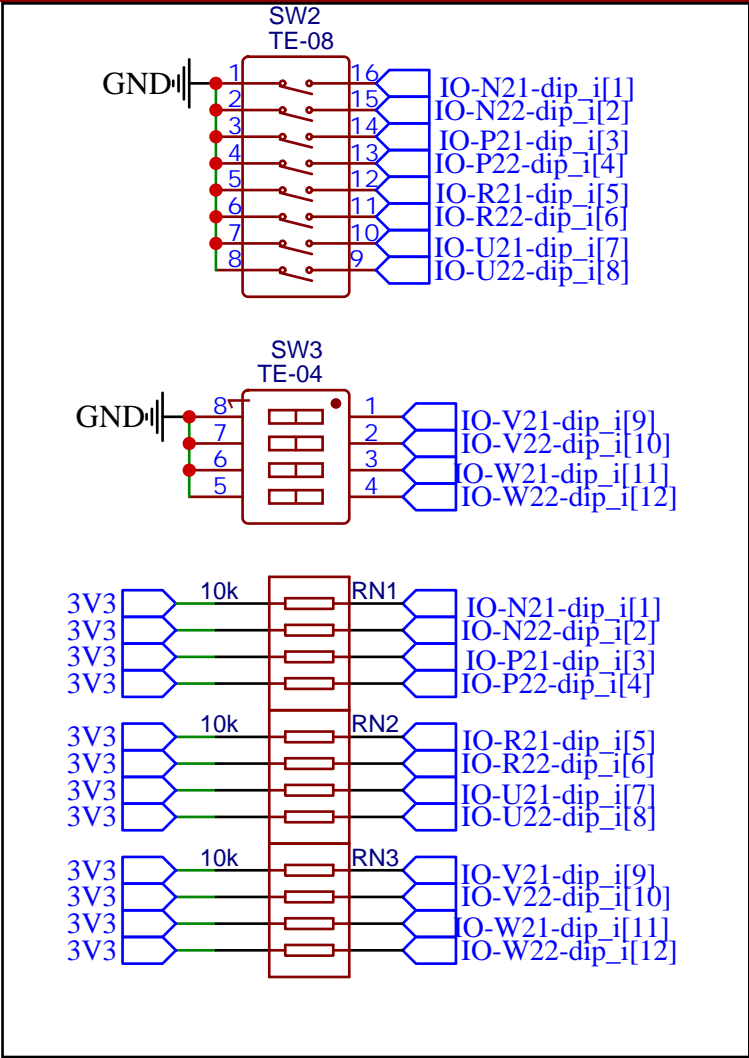 SW2
TE-08
GND
1 16 IO-N21-dip_i[1]
2 15 IO-N22-dip_i[2]
3 14 IO-P21-dip_i[3]
4 13 IO-P22-dip_i[4]
5 12 IO-R21-dip_i[5]
6 11 IO-R22-dip_i[6]
7 10 IO-U21-dip_i[7]
8 9 IO-U22-dip_i[8]
SW3
TE-04
GND
8 1 1 IO-V21-dip_i[9]
7 2 IO-V22-dip_i[10]
6 3 IO-W21-dip_i[11]
5 4 IO-W22-dip_i[12]
3V3 10k RN1 IO-N21-dip_i[1]
3V3 IO-N22-dip_i[2]
3V3 IO-P21-dip_i[3]
3V3 IO-P22-dip_i[4]
3V3 10k RN2 IO-R21-dip_i[5]
3V3 IO-R22-dip_i[6]
3V3 IO-U21-dip_i[7]
3V3 IO-U22-dip_i[8]
3V3 10k RN3 IO-V21-dip_i[9]
3V3 IO-V22-dip_i[10]
3V3 IO-W21-dip_i[11]
3V3 IO-W22-dip_i[12]